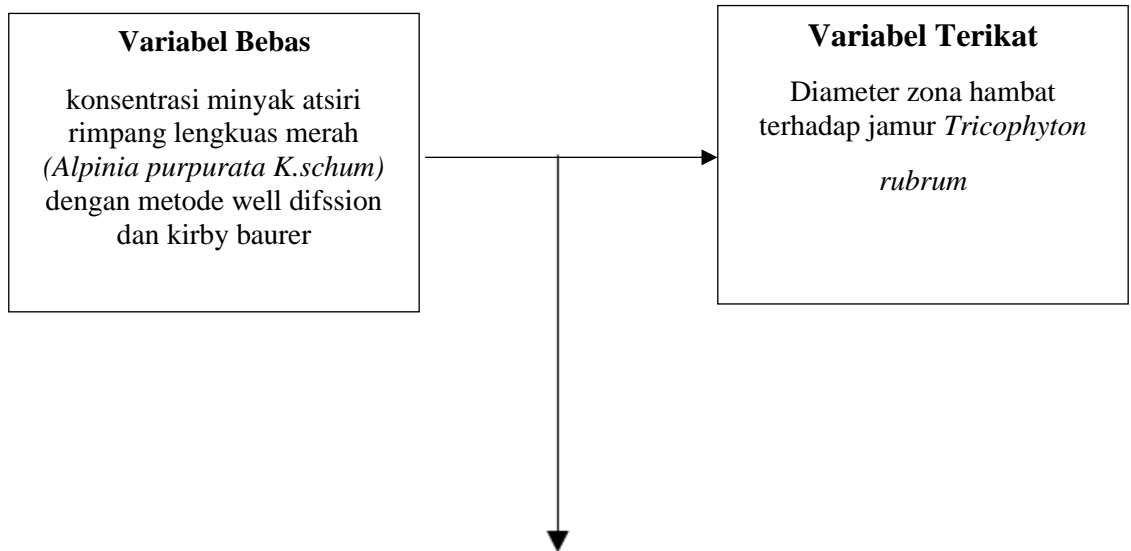 Variabel Bebas
konsentrasi minyak atsiri
rimpang lengkuas merah
(Alpinia purpurata K.schum)
dengan metode well difssion
dan kirby baurer
Variabel Terikat
Diameter zona hambat
terhadap jamur Tricophyton
rubrum